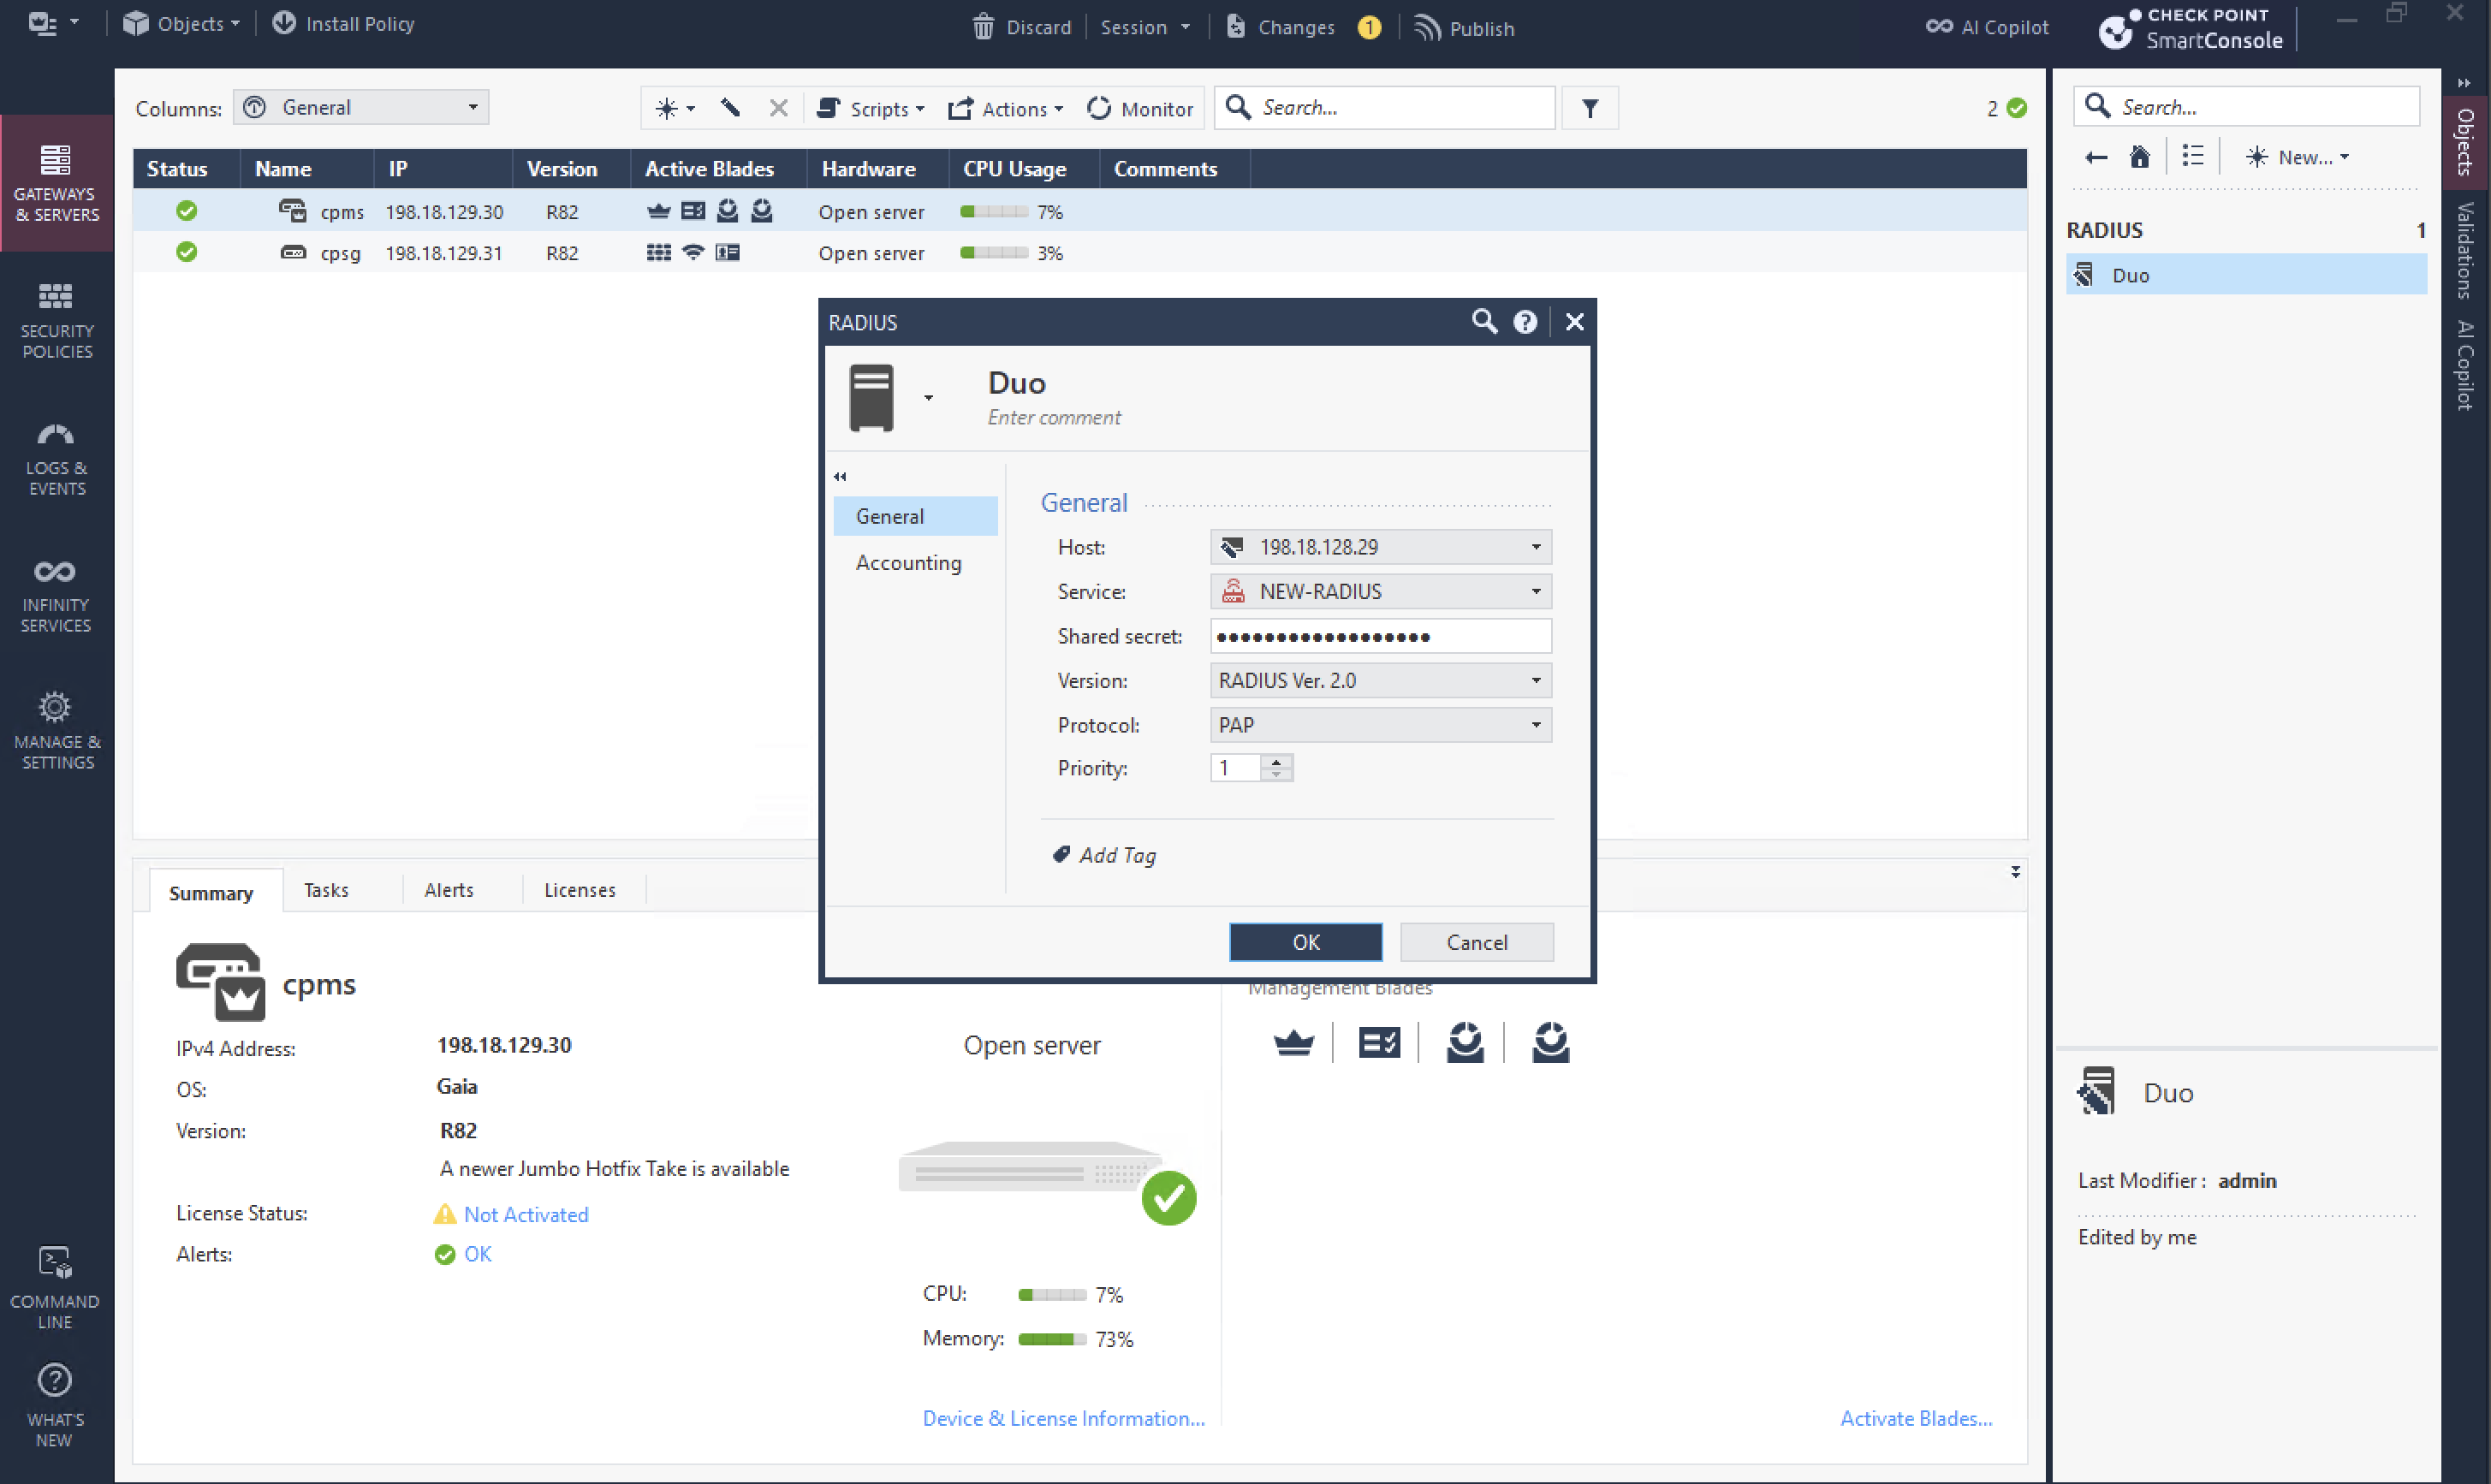 Objects
Install Policy
Discard
Session
Changes
1
Publish
AI Copilot
CHECK POINT
SmartConsole
Columns:
General
Scripts
Actions
Monitor
Search...
2
Status Name IP Version Active Blades Hardware CPU Usage Comments
cpms 198.18.129.30 R82 Open server 7%
cpsg 198.18.129.31 R82 Open server 3%
GATEWAYS
& SERVERS
SECURITY
POLICIES
LOGS &
EVENTS
INFINITY
SERVICES
MANAGE &
SETTINGS
COMMAND
LINE
WHAT'S
NEW
RADIUS
Duo
Enter comment
General
Accounting
General
Host: 198.18.128.29
Service: NEW-RADIUS
Shared secret: ••••••••••••••••••
Version: RADIUS Ver. 2.0
Protocol: PAP
Priority: 1
Add Tag
OK
Cancel
Summary
Tasks
Alerts
Licenses
cpms
IPv4 Address: 198.18.129.30
OS: Gaia
Version: R82
A newer Jumbo Hotfix Take is available
License Status: Not Activated
Alerts: OK
Open server
CPU: 7%
Memory: 73%
Device & License Information...
Management Blades
Activate Blades...
Search...
New...
RADIUS 1
Duo
Duo
Last Modifier : admin
Edited by me
Objects
Validations
AI Copilot